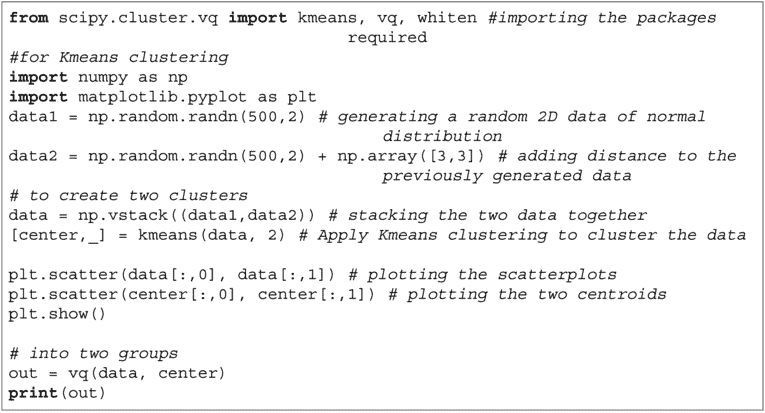 from scipy.cluster.vq import kmeans, vq, whiten #importing the packages
required
#for Kmeans clustering
import numpy as np
import matplotlib.pyplot as plt
data1 = np.random.randn(500,2) # generating a random 2D data of normal
distribution
data2 = np.random.randn(500,2) + np.array([3,3]) # adding distance to the
previously generated data
# to create two clusters
data = np.vstack((data1,data2)) # stacking the two data together
[center,_] = kmeans(data, 2) # Apply Kmeans clustering to cluster the data
plt.scatter(data[:,0], data[:,1]) # plotting the scatterplots
plt.scatter(center[:,0], center[:,1]) # plotting the two centroids
plt.show()
# into two groups
out = vq(data, center)
print(out)